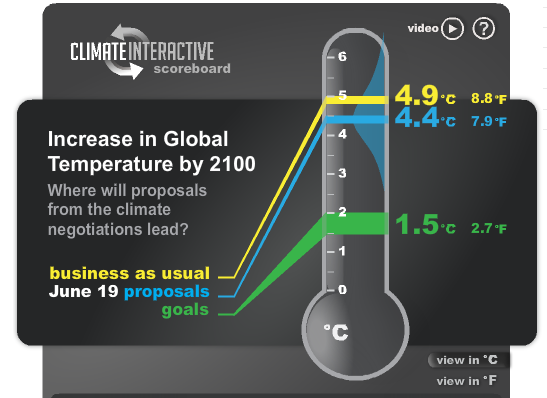 video ?
CLIMATEINTERACTIVE
scoreboard
6
5
4
3
2
1
0
°C
4.9°C 8.8°F
4.4°C 7.9°F
1.5°C 2.7°F
Increase in Global
Temperature by 2100
Where will proposals
from the climate
negotiations lead?
business as usual
June 19 proposals
goals
view in °C
view in °F